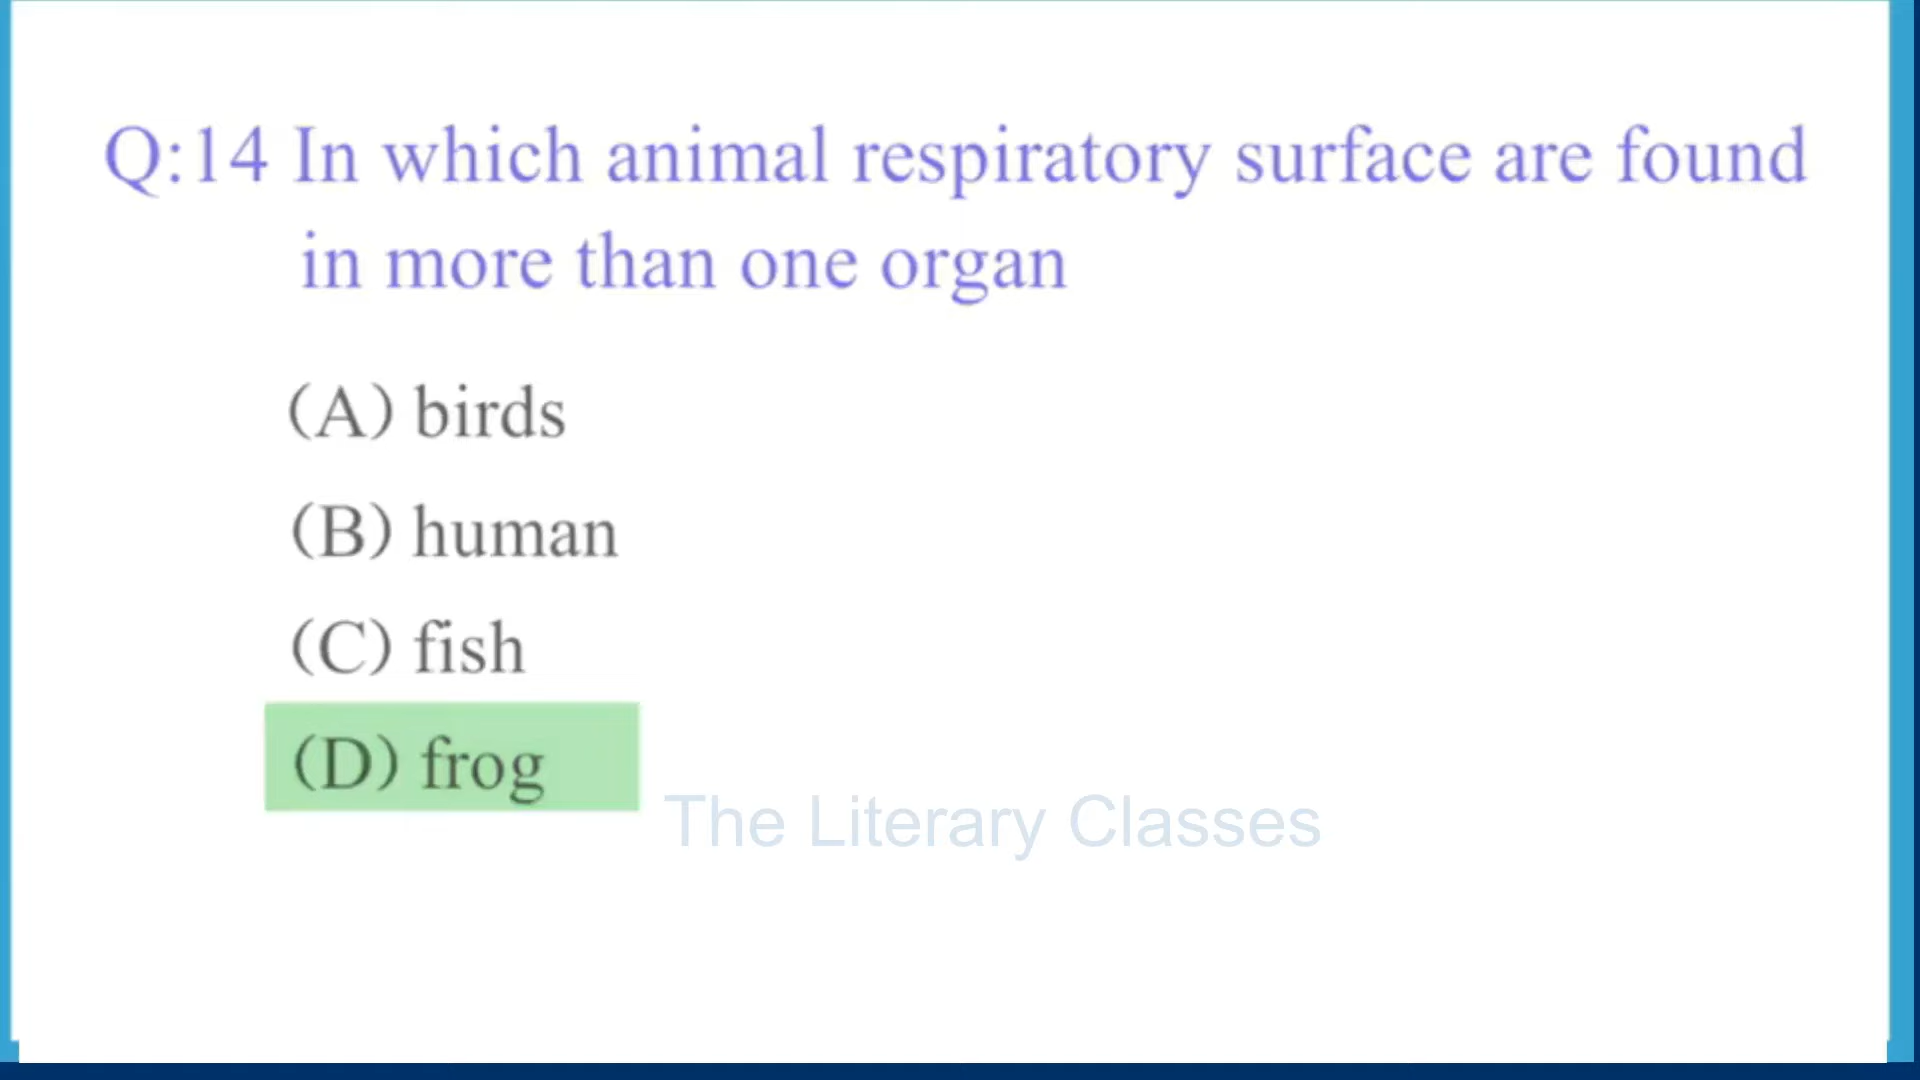 Q:14 In which animal respiratory surface are found
in more than one organ
(A) birds
(B) human
(C) fish
(D) frog
The Literary Classes